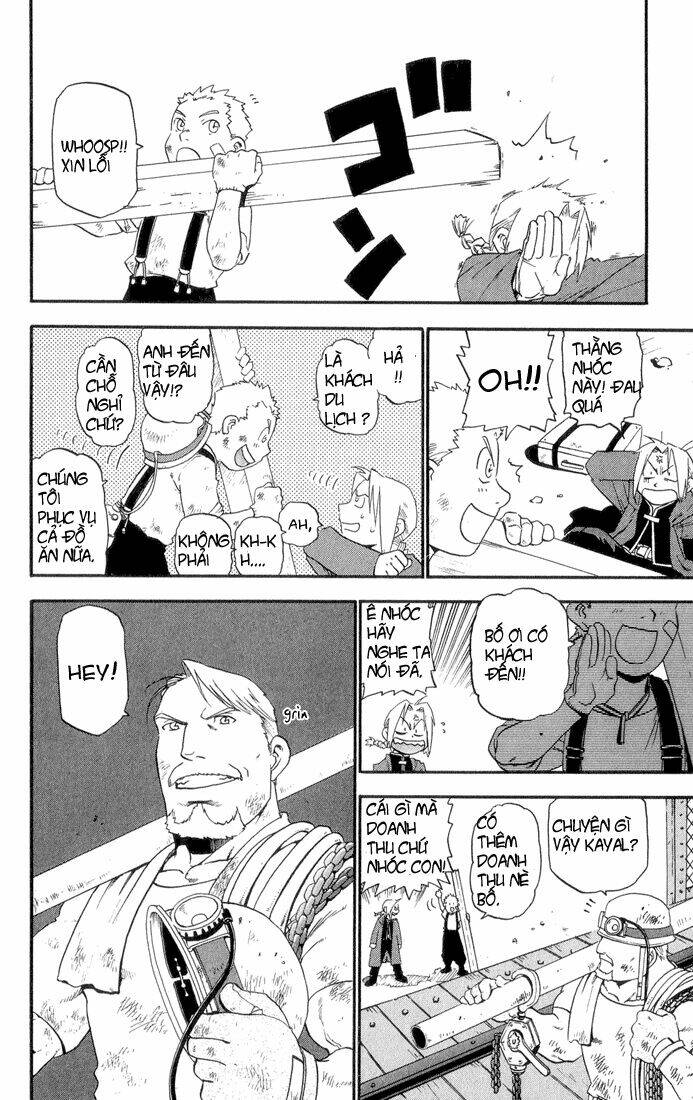 WHOOSP!!
XIN LỖI
ゴン
THẰNG
NHÓC
NÀY! ĐAU
QUÁ
OH!!
HẢ
!!
LÀ
KHÁCH
DU
LỊCH?
ANH ĐẾN
TỪ ĐÂU
VẬY!?
CẦN
CHỖ
NGHỈ
CHỨ?
CHÚNG
TÔI
PHỤC VỤ
CẢ ĐỒ
ĂN NỮA.
AH,
KH-K
H....
KHÔNG
PHẢI
BỐ ƠI CÓ
KHÁCH
ĐẾN!!
Ê NHÓC
HÃY
NGHE TA
NÓI ĐÃ.
CHUYỆN GÌ
VẬY KAYAL?
CÓ
THÊM
DOANH
THU NÈ
BỐ.
CÁI GÌ MÀ
DOANH
THU CHỨ
NHÓC CON!
HEY!
grin